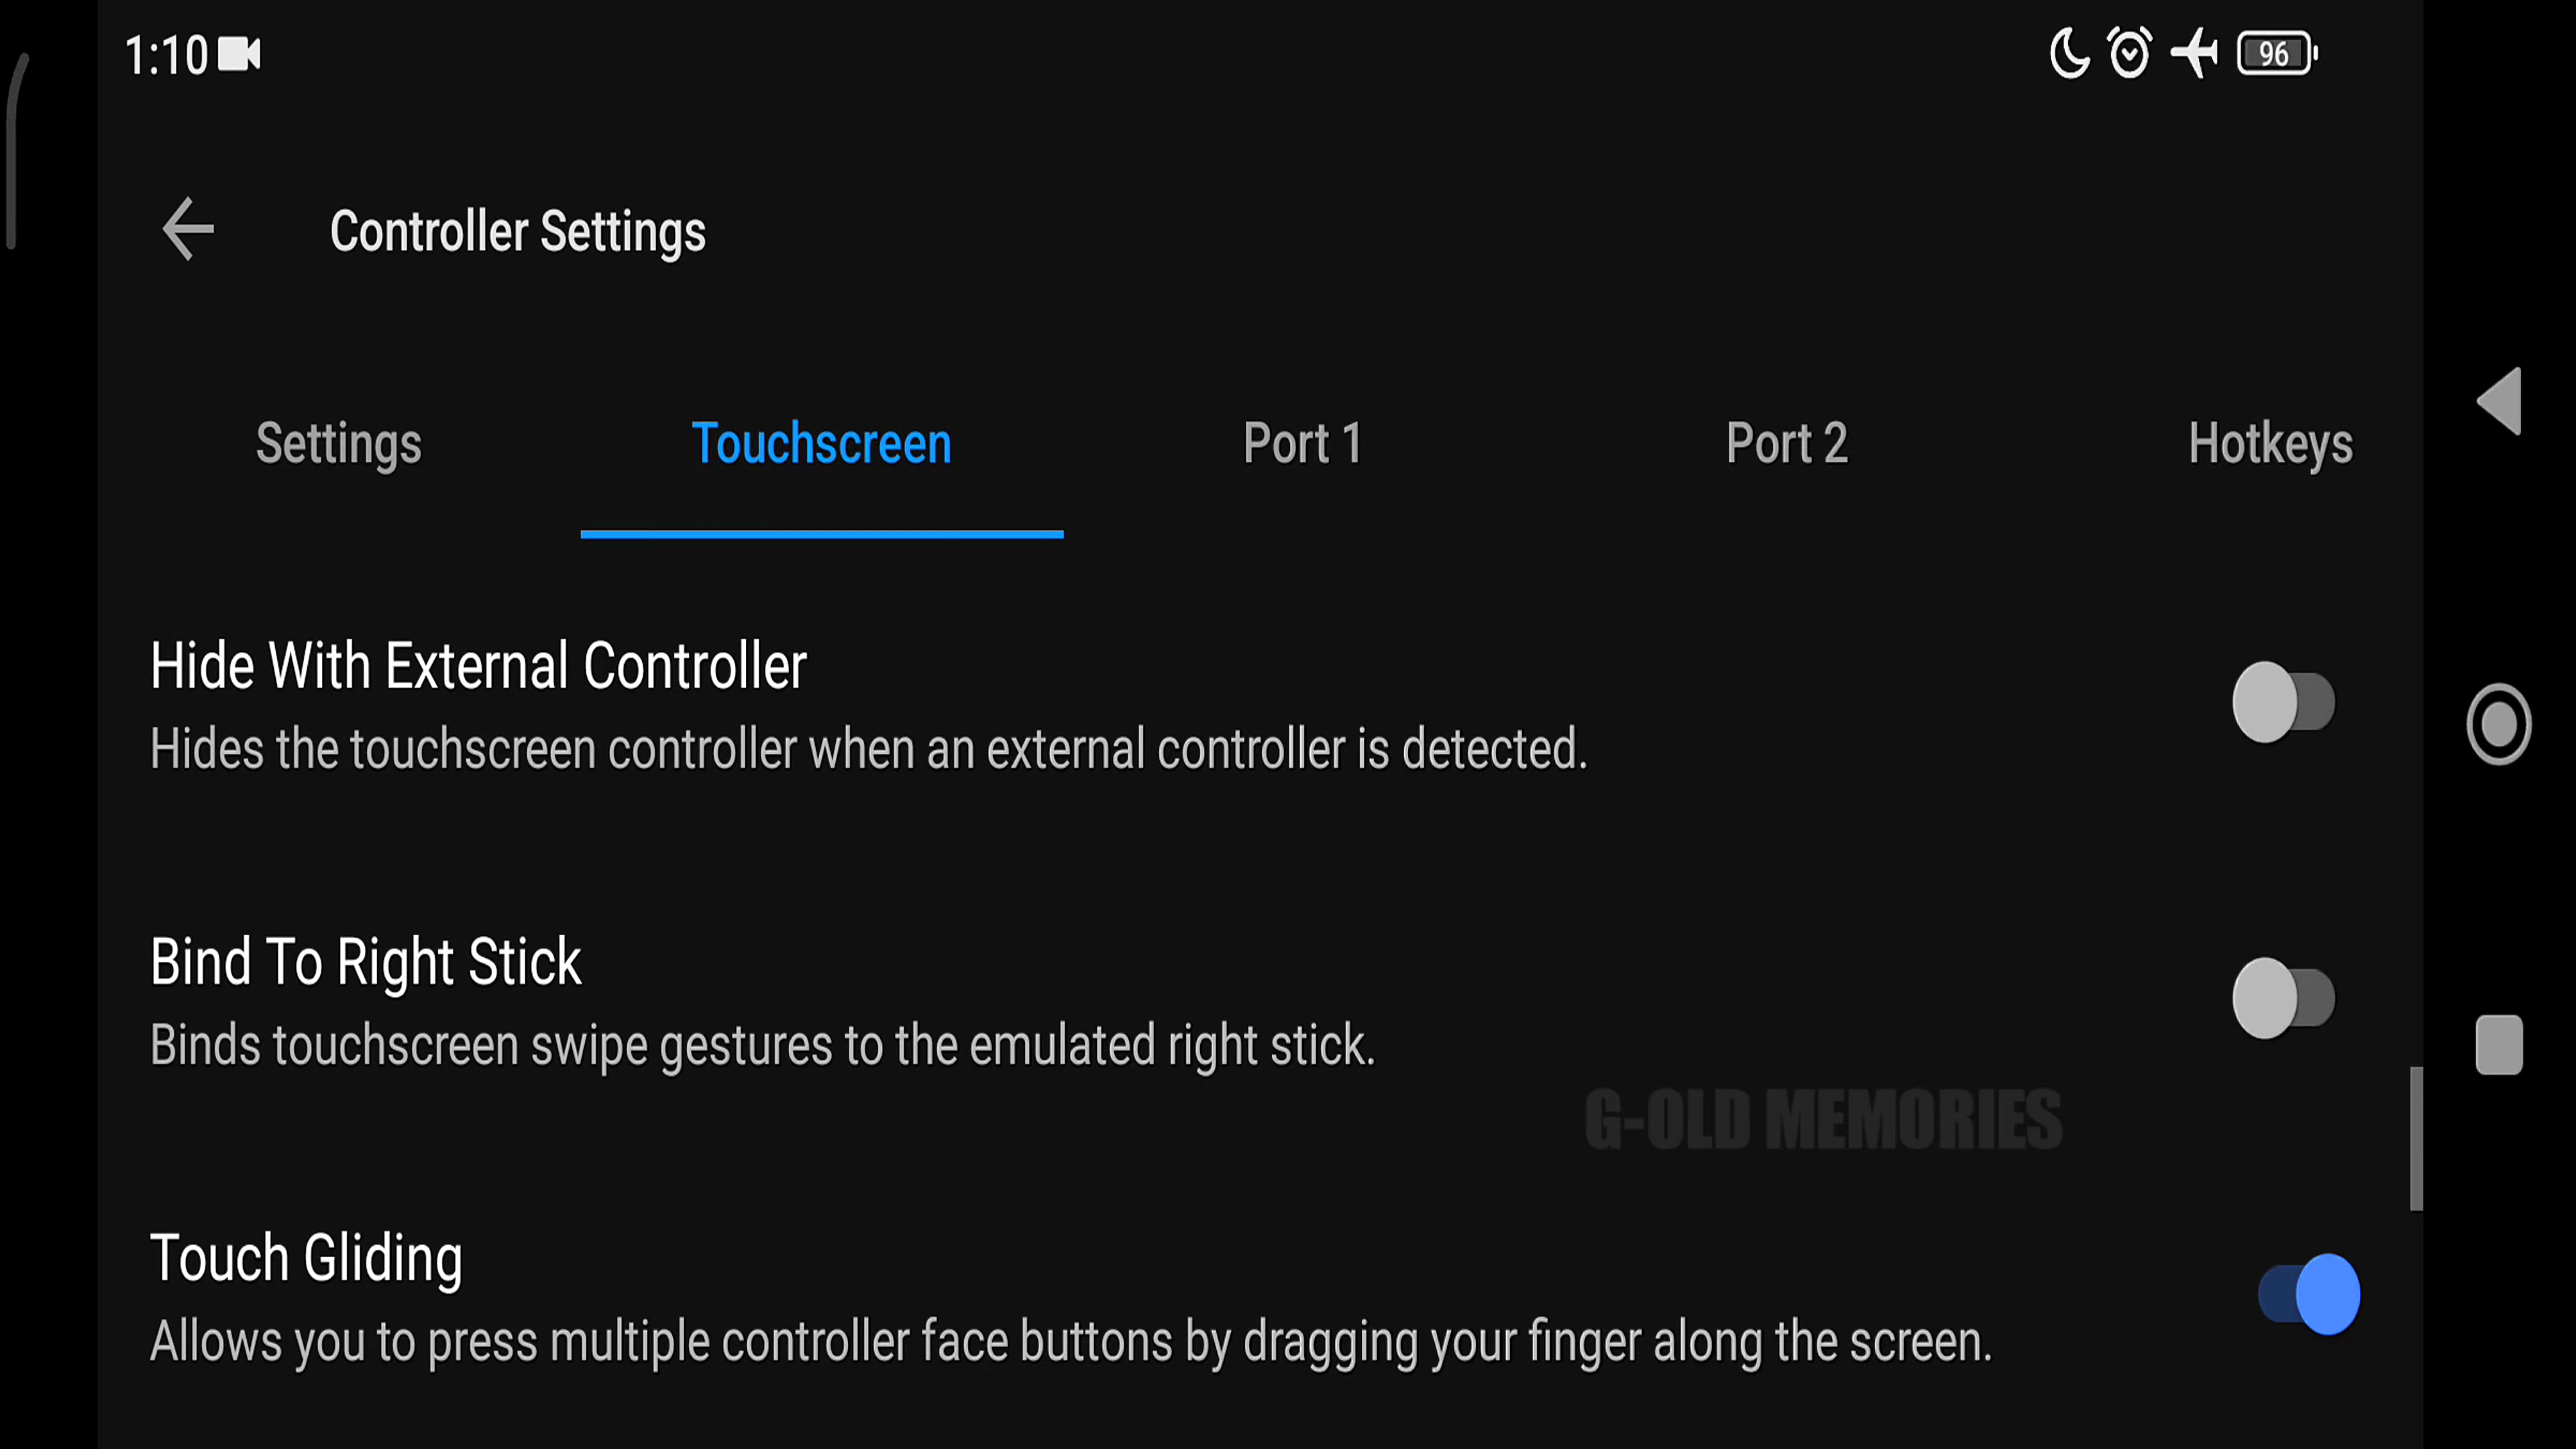 1:10
96
Controller Settings
Settings Touchscreen Port 1 Port 2 Hotkeys
Hide With External Controller
Hides the touchscreen controller when an external controller is detected.
Bind To Right Stick
Binds touchscreen swipe gestures to the emulated right stick.
G-OLD MEMORIES
Touch Gliding
Allows you to press multiple controller face buttons by dragging your finger along the screen.